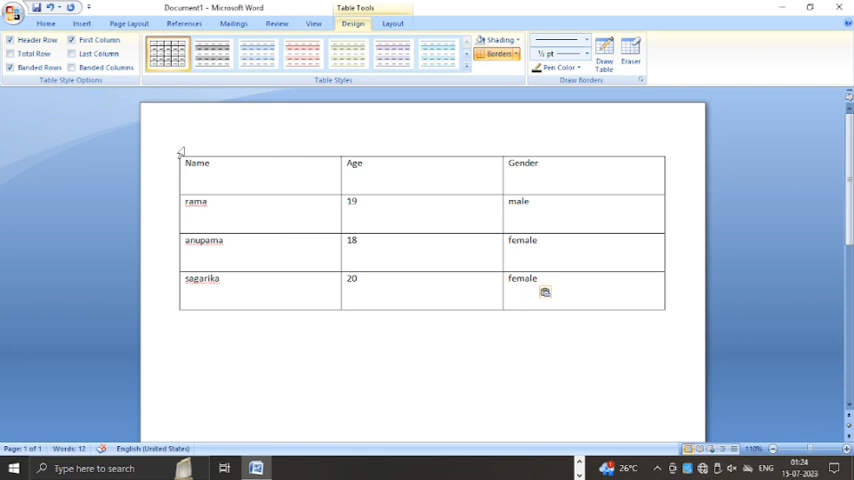 Document1 - Microsoft Word
Table Tools
Home Insert Page Layout References Mailings Review View Design Layout
Header Row First Column
Total Row Last Column
Banded Rows Banded Columns
Table Style Options
Table Styles
Shading
Borders
½ pt
Pen Color
Draw Table
Eraser
Draw Borders
Name Age Gender
rama 19 male
anupama 18 female
sagarika 20 female
Page: 1 of 1 Words: 12 English (United States) 110%
Type here to search 26°C ENG 01:24
15-07-2023